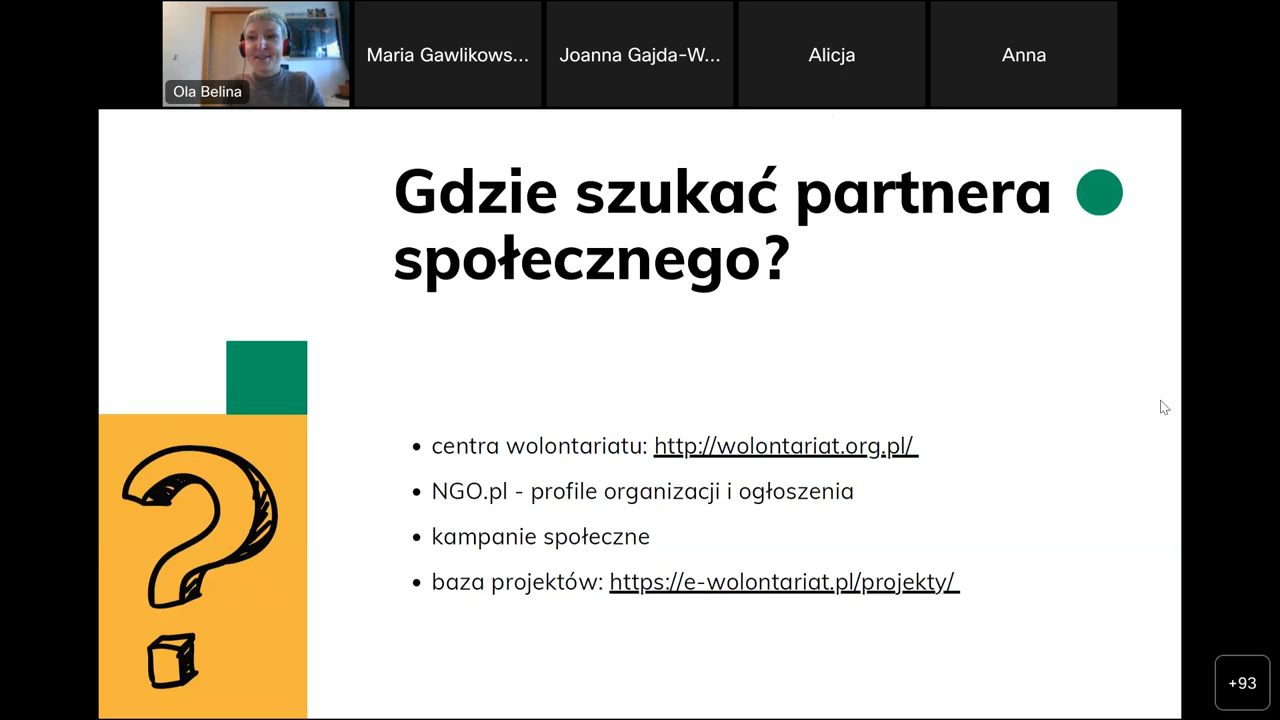 Ola Belina
Maria Gawlikows...
Joanna Gajda-W...
Alicja
Anna
Gdzie szukać partnera
społecznego?
• centra wolontariatu: http://wolontariat.org.pl/
• NGO.pl - profile organizacji i ogłoszenia
• kampanie społeczne
• baza projektów: https://e-wolontariat.pl/projekty/
+93